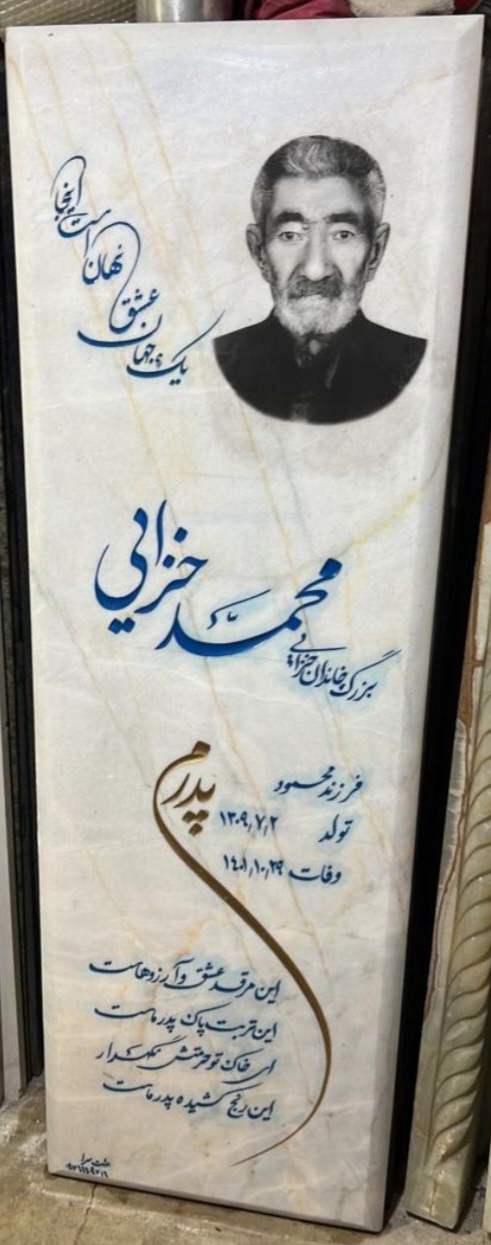 یک جهان عشق نهان است اینجا
محمد خزایی
بزرگ خاندان خزایی
پدرم
فرزند محمود
تولد ۱۳۰۹/۷/۲
وفات ۱۴۰۱/۱۰/۲۹
این مرقد عشق و آرزوهاست
این تربت پاک پدر ماست
ای خاک تو حرمتش نگهدار
این رنج کشیده پدر ماست